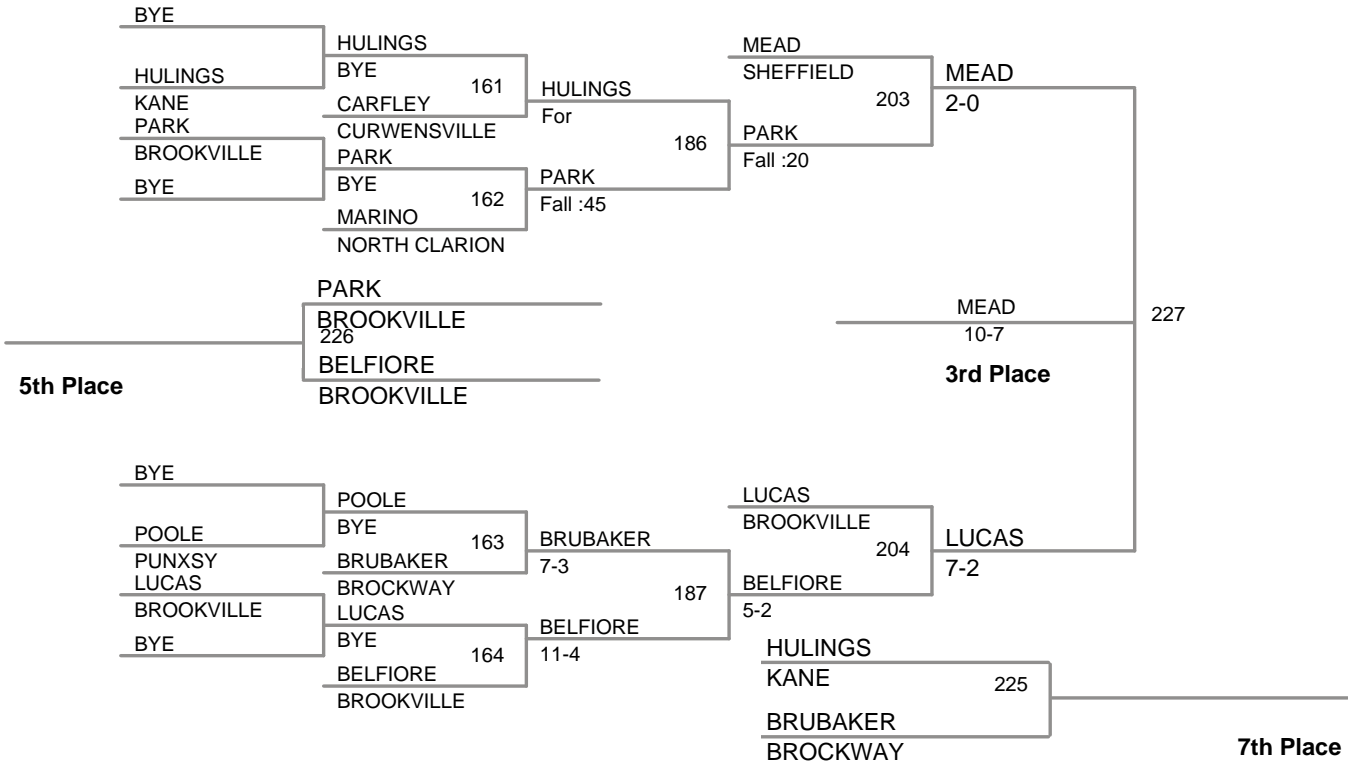 BYE
HULINGS
KANE
PARK
BROOKVILLE
BYE
HULINGS
BYE
161
CARFLEY
CURWENSVILLE
PARK
BYE
162
MARINO
NORTH CLARION
HULINGS
For
186
PARK
Fall :45
MEAD
SHEFFIELD
203
PARK
Fall :20
MEAD
2-0
PARK
BROOKVILLE
226
BELFIORE
BROOKVILLE
5th Place
MEAD
10-7
3rd Place
227
BYE
POOLE
PUNXSY
LUCAS
BROOKVILLE
BYE
POOLE
BYE
163
BRUBAKER
BROCKWAY
LUCAS
BYE
164
BELFIORE
BROOKVILLE
BRUBAKER
7-3
187
BELFIORE
11-4
LUCAS
BROOKVILLE
204
BELFIORE
5-2
LUCAS
7-2
HULINGS
KANE
225
BRUBAKER
BROCKWAY
7th Place